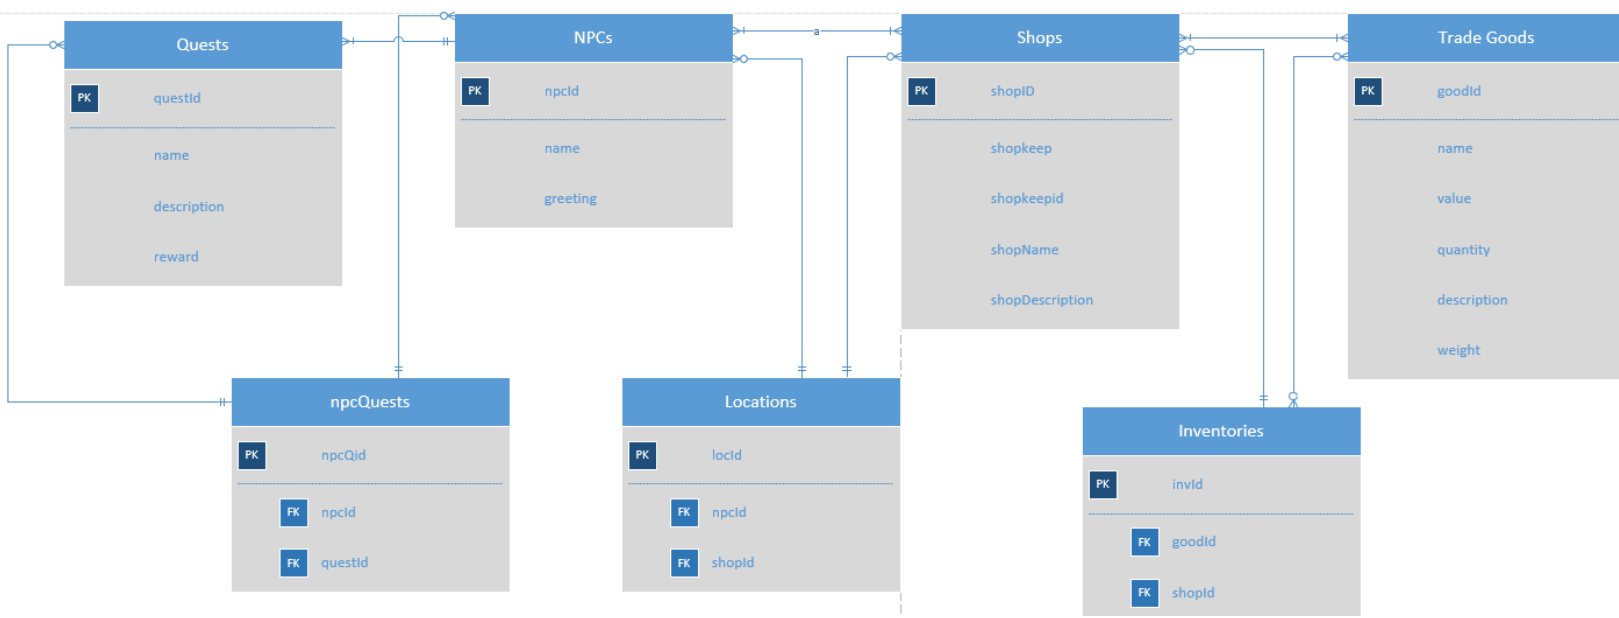 Quests
PK questId
name
description
reward
NPCs
PK npcId
name
greeting
a
Shops
PK shopID
shopkeep
shopkeepid
shopName
shopDescription
Trade Goods
PK goodId
name
value
quantity
description
weight
npcQuests
PK npcQid
FK npcId
FK questId
Locations
PK locId
FK npcId
FK shopId
Inventories
PK invId
FK goodId
FK shopId